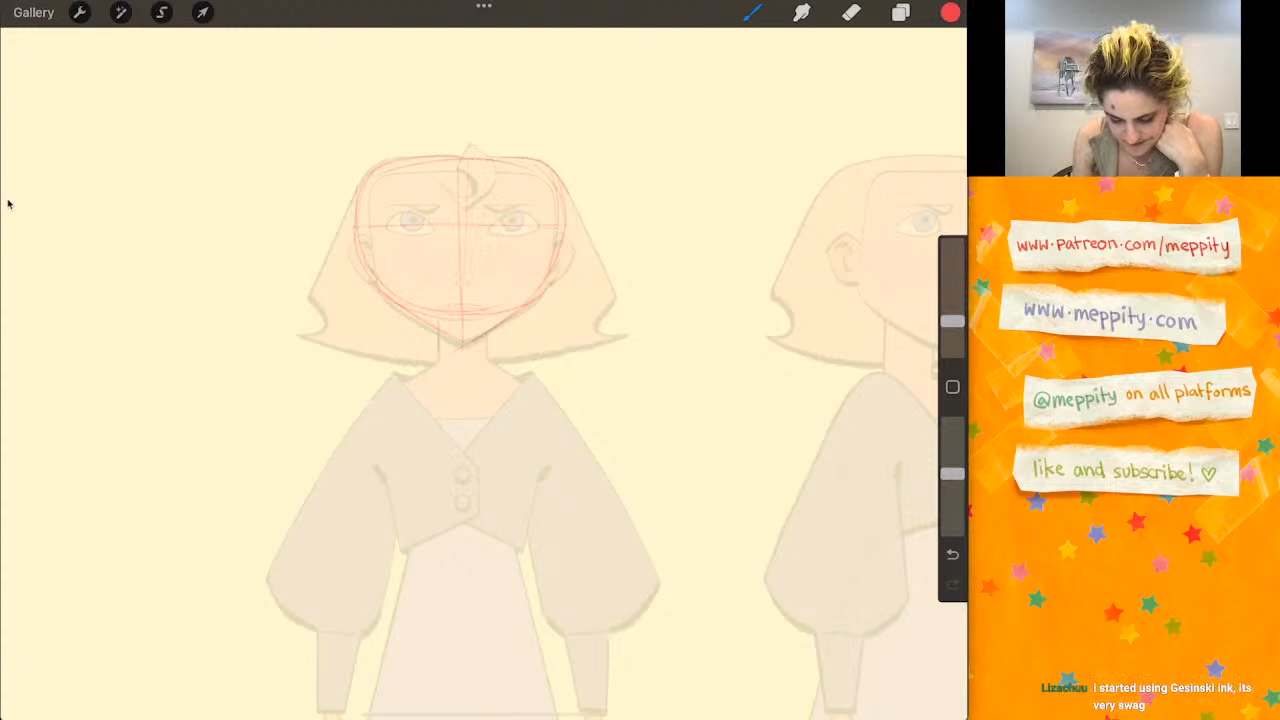 Gallery
www.patreon.com/meppity
www.meppity.com
@meppity on all platforms
like and subscribe! ♡
Lizachuu i started using Gesinski Ink, its
very swag